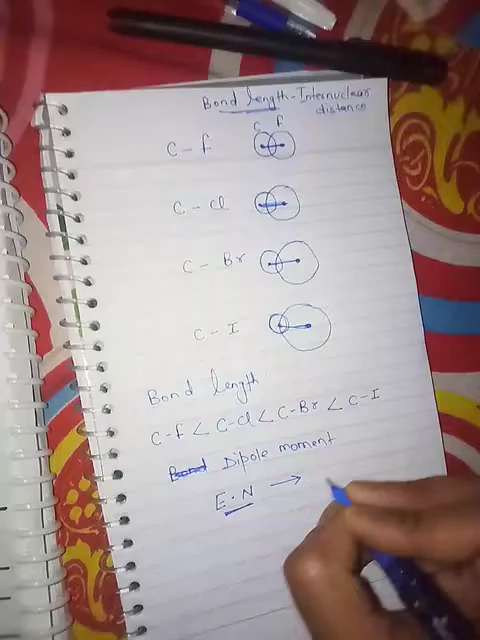 Bond length - Internuclear
distance
C f
C - f
C - Cl
C - Br
C - I
Bond length
C-f < C-Cl < C-Br < C-I
Bond Dipole moment
E.N →